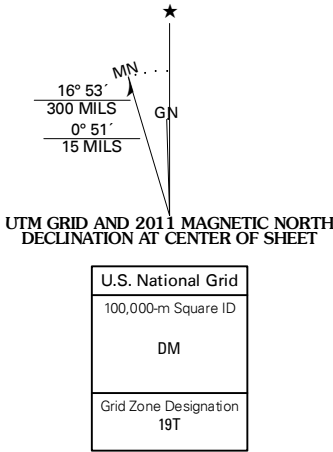 MN
16° 53´
300 MILS
GN
0° 51´
15 MILS
UTM GRID AND 2011 MAGNETIC NORTH
DECLINATION AT CENTER OF SHEET
U.S. National Grid
100,000-m Square ID
DM
Grid Zone Designation
19T